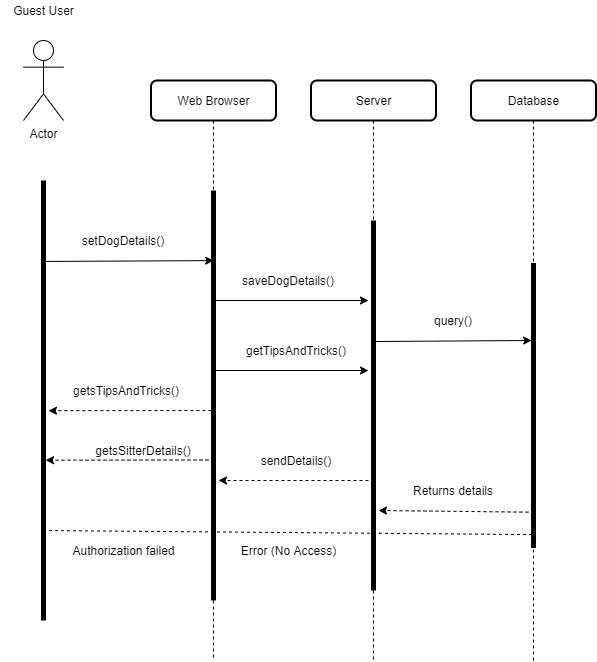 Guest User
Actor
Web Browser
Server
Database
setDogDetails()
saveDogDetails()
query()
getTipsAndTricks()
getsTipsAndTricks()
getsSitterDetails()
sendDetails()
Returns details
Authorization failed
Error (No Access)